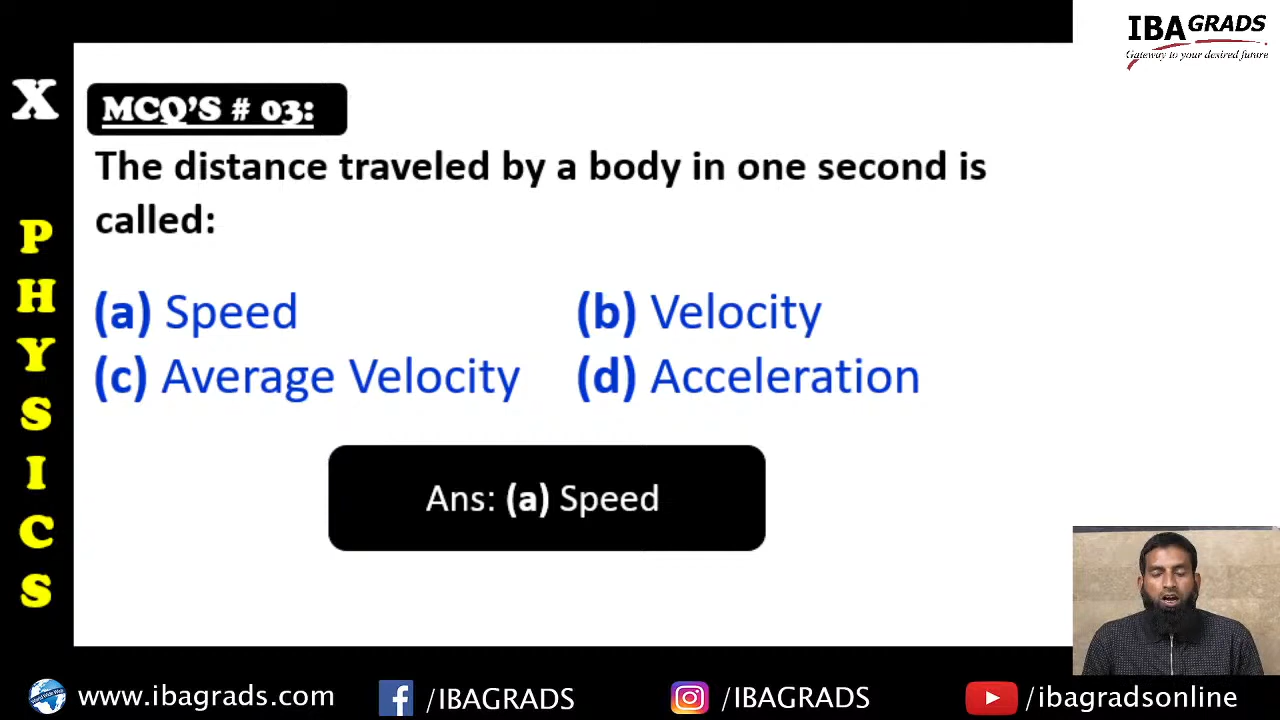 IBA GRADS
Gateway to your desired future
X PHYSICS
MCQ'S # 03:
The distance traveled by a body in one second is
called:
(a) Speed (b) Velocity
(c) Average Velocity (d) Acceleration
Ans: (a) Speed
www.ibagrads.com /IBAGRADS /IBAGRADS /ibagradsonline